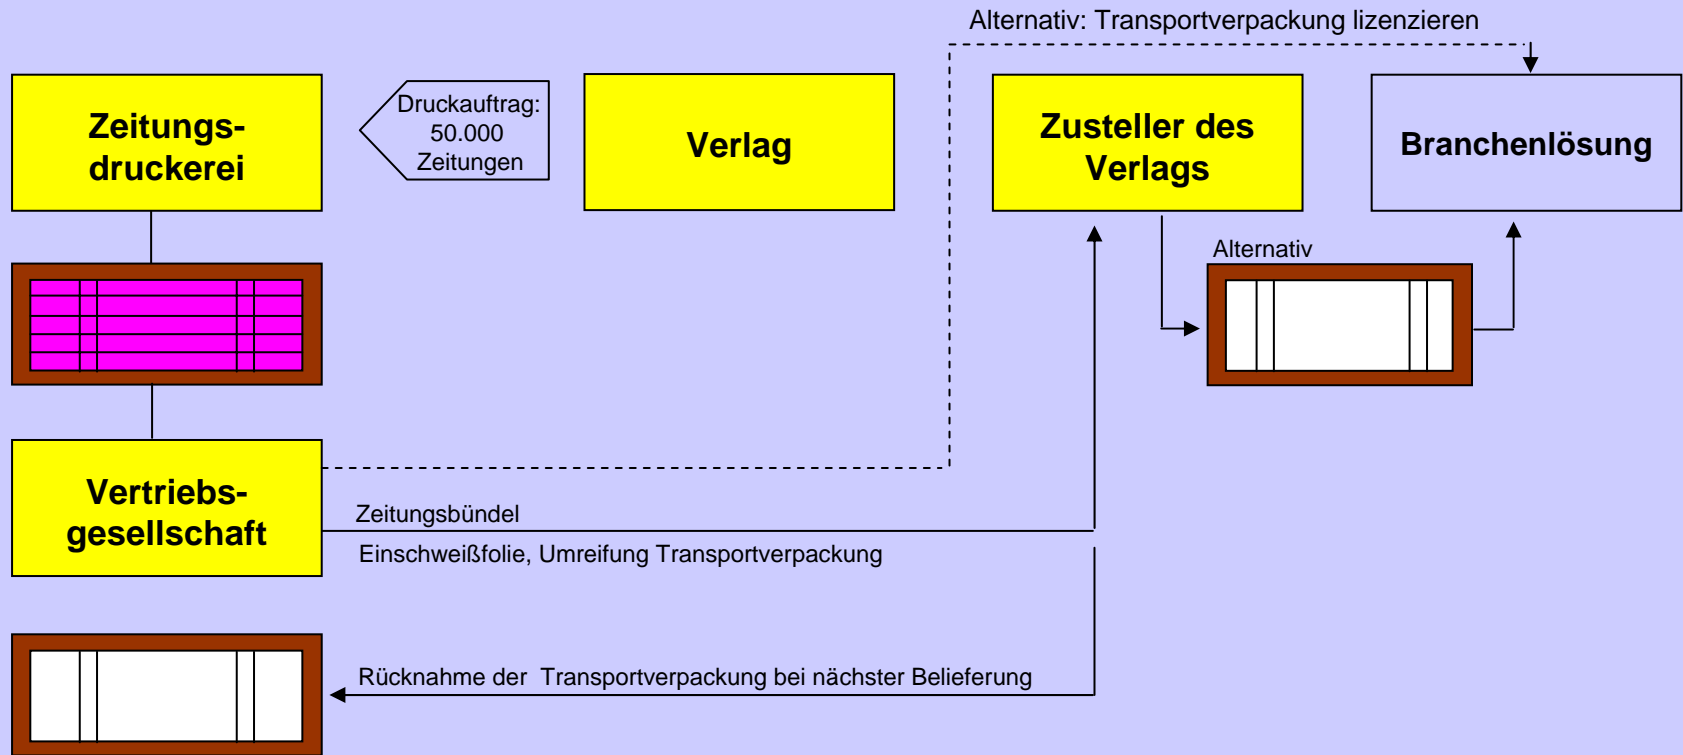 Alternativ: Transportverpackung lizenzieren
Zeitungs-
druckerei
Druckauftrag:
50.000
Zeitungen
Verlag
Zusteller des
Verlags
Branchenlösung
Alternativ
Vertriebs-
gesellschaft
Zeitungsbündel
Einschweißfolie, Umreifung Transportverpackung
Rücknahme der  Transportverpackung bei nächster Belieferung